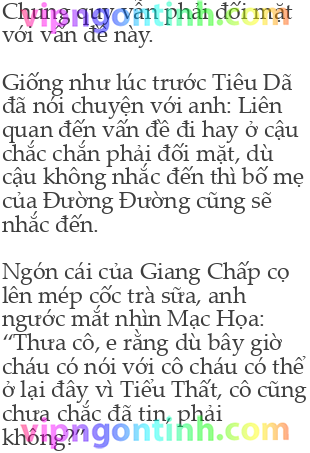 Chung quy vẫn phải đối mặt
vipngontinh.com
với vấn đề này.
Giống như lúc trước Tiêu Dã
đã nói chuyện với anh: Liên
quan đến vấn đề đi hay ở cậu
chắc chắn phải đối mặt, dù
cậu không nhắc đến thì bố mẹ
của Đường Đường cũng sẽ
nhắc đến.
Ngón cái của Giang Chấp cọ
lên mép cốc trà sữa, anh
ngước mắt nhìn Mạc Họa:
“Thưa cô, e rằng dù bây giờ
cháu có nói với cô cháu có thể
ở lại đây vì Tiểu Thất, cô cũng
chưa chắc đã tin, phải
vipngontinh.com
không?”